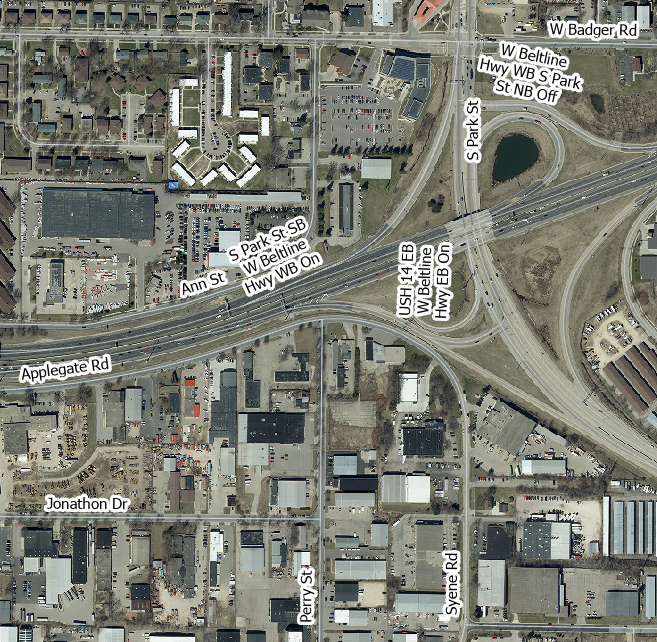 W Badger Rd
W Beltline
Hwy WB S Park
St NB Off
S Park St
S Park St SB
W Beltline
Hwy WB On
Ann St
USH 14 EB
W Beltline
Hwy EB On
Applegate Rd
Jonathon Dr
Perry St
Syene Rd